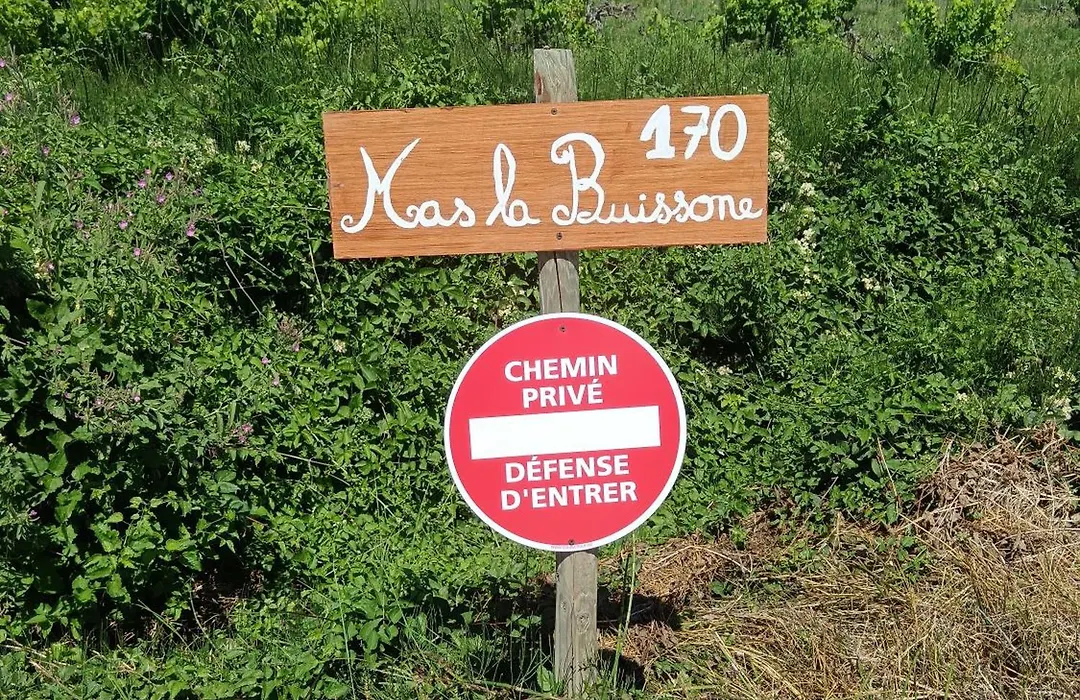 170
Mas la Buissone
CHEMIN
PRIVÉ
DÉFENSE
D'ENTRER